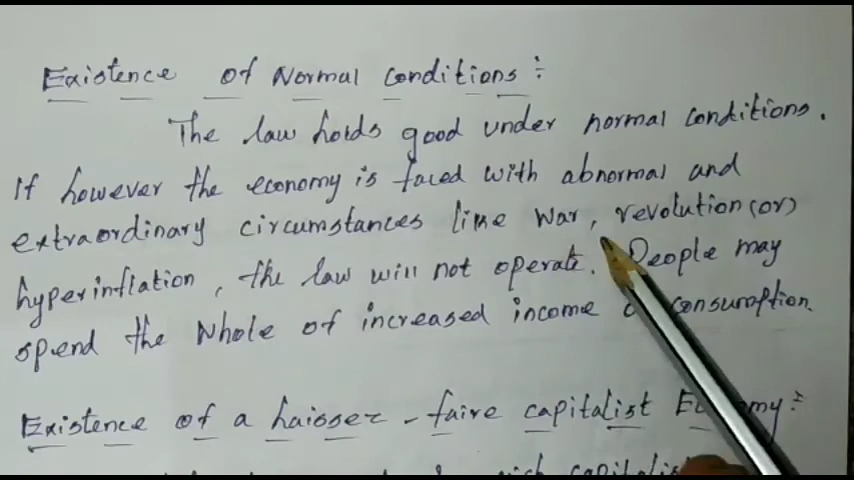 Existence of Normal Conditions :-
The law holds good under normal conditions.
If however the economy is faced with abnormal and
extraordinary circumstances like war, revolution (or)
hyperinflation, the law will not operate. People may
spend the whole of increased income consumption.
Existence of a haissez-faire capitalist :-
capitalist